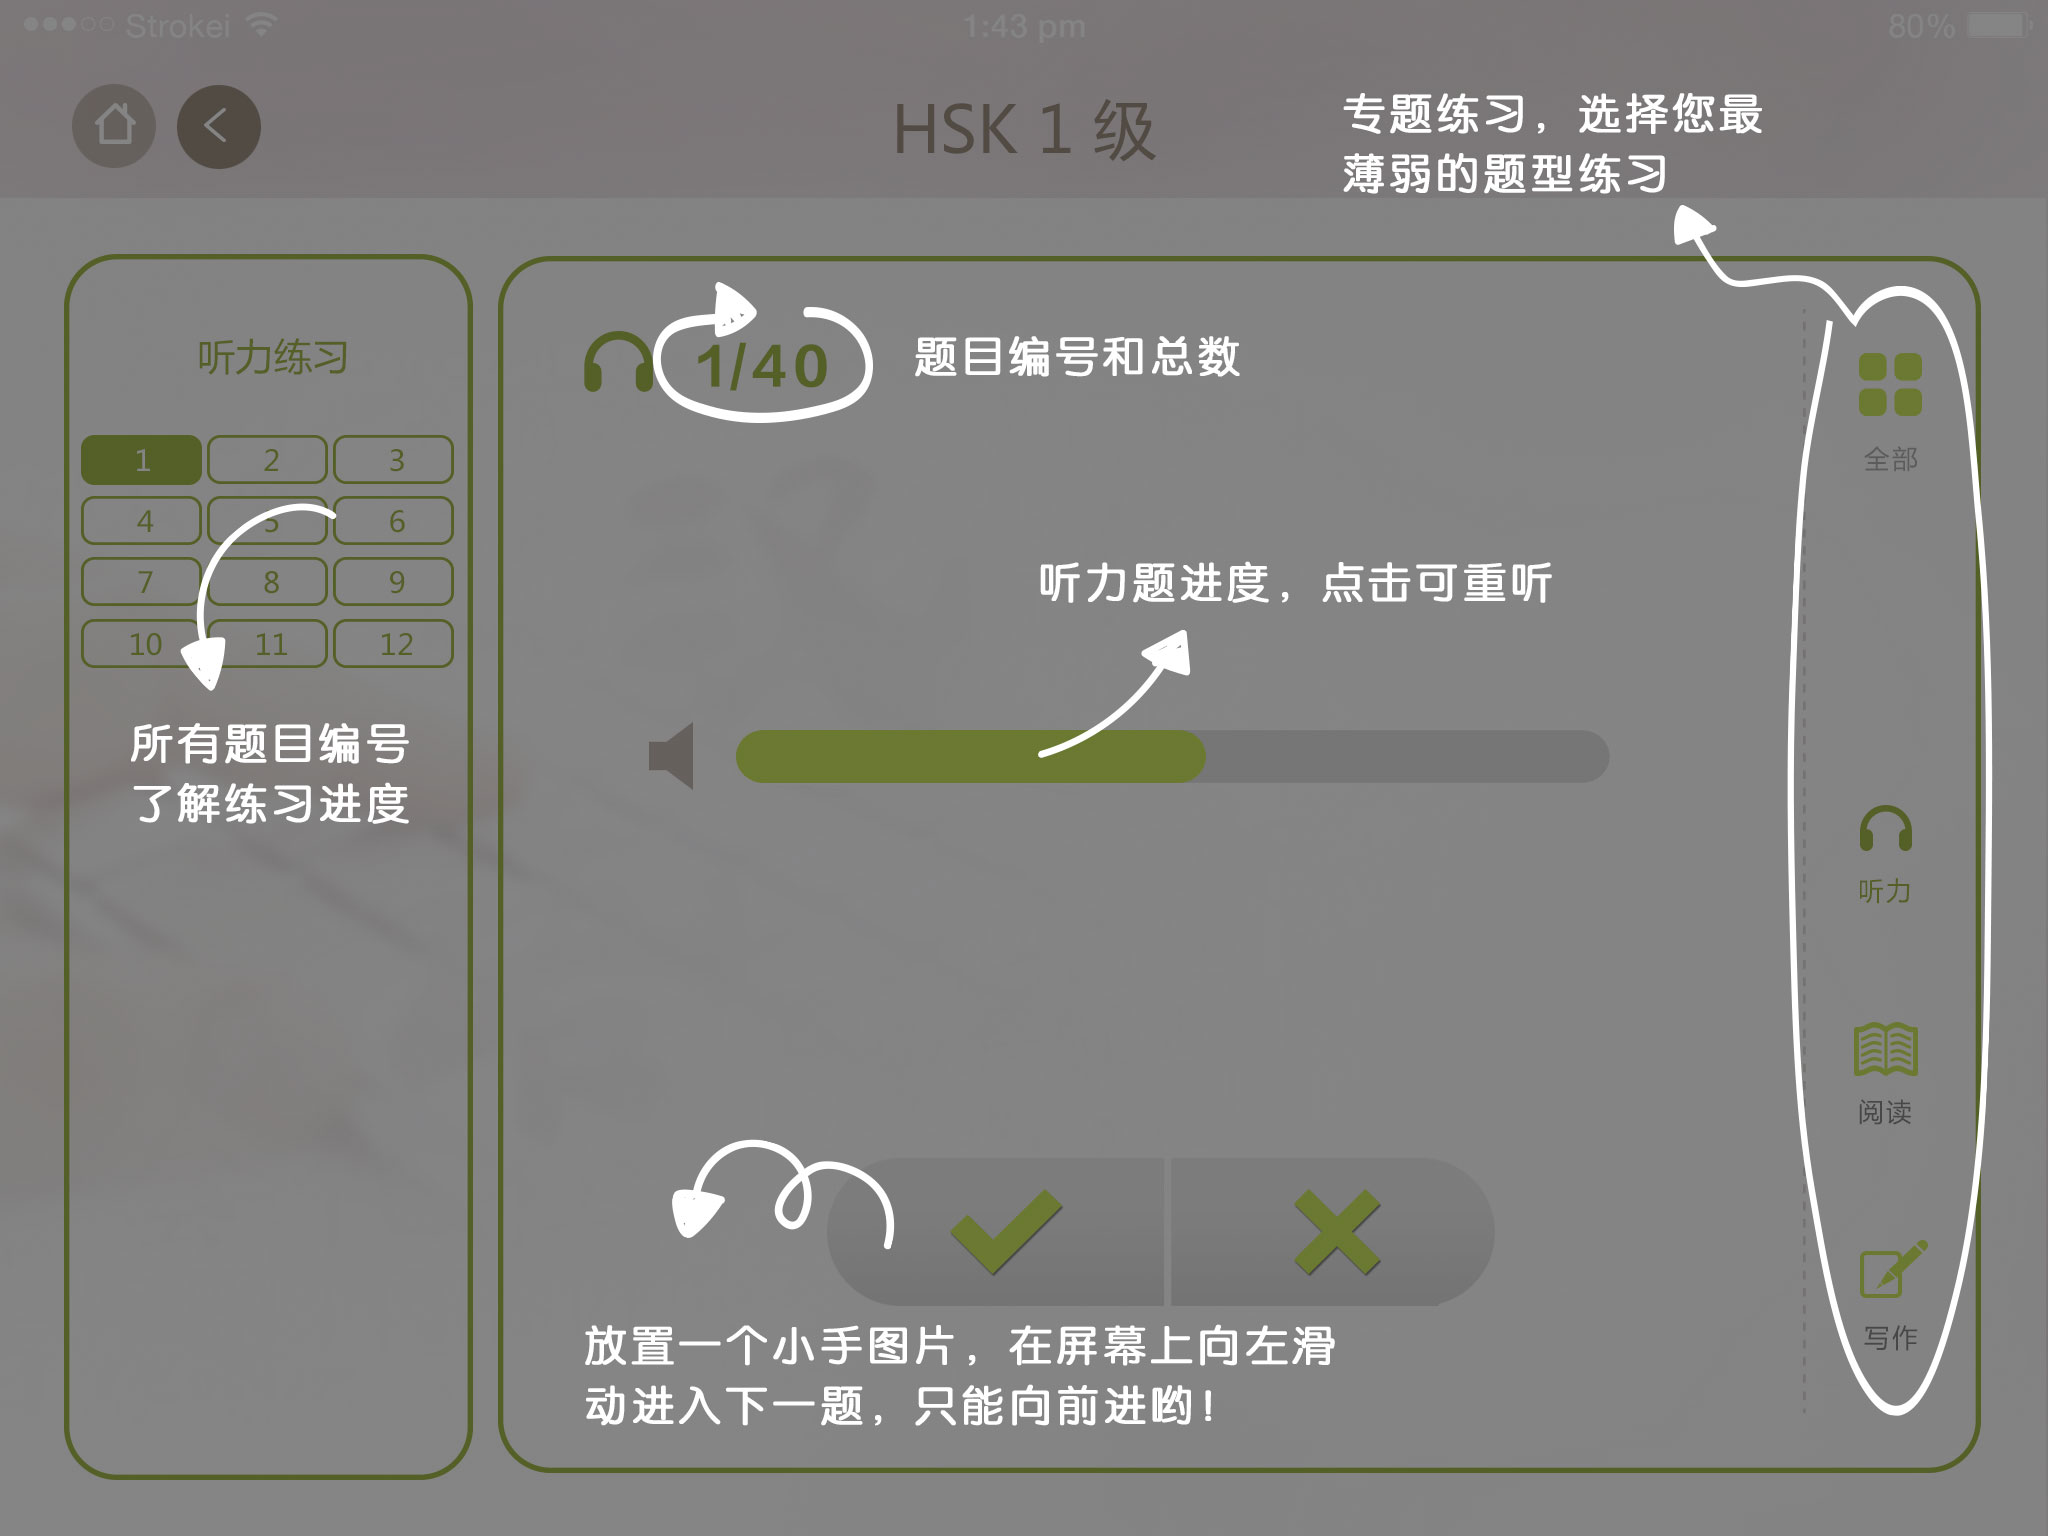 Strokei
1:43 pm
80%
HSK 1 级
专题练习，选择您最
薄弱的题型练习
听力练习
1 2 3
4 5 6
7 8 9
10 11 12
所有题目编号
了解练习进度
1/40
题目编号和总数
听力题进度，点击可重听
放置一个小手图片，在屏幕上向左滑
动进入下一题，只能向前进哟！
全部
听力
阅读
写作